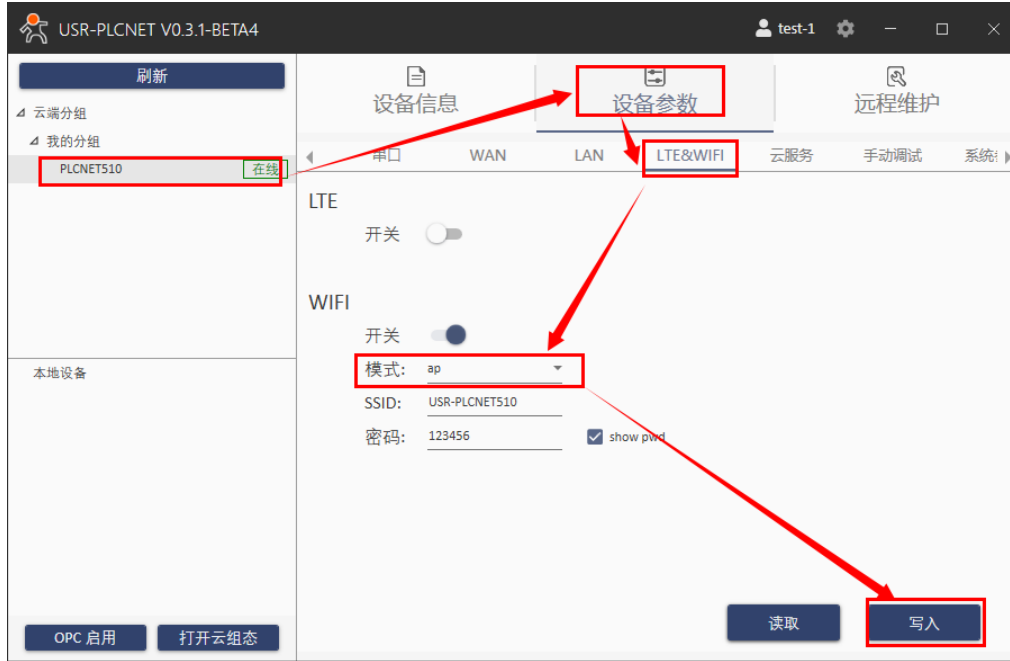 USR-PLCNET V0.3.1-BETA4
test-1
刷新
云端分组
我的分组
PLCNET510 在线
本地设备
OPC 启用 打开云组态
设备信息 设备参数 远程维护
串口 WAN LAN LTE&WIFI 云服务 手动调试 系统
LTE
开关
WIFI
开关
模式: ap
SSID: USR-PLCNET510
密码: 123456 show pwd
读取 写入